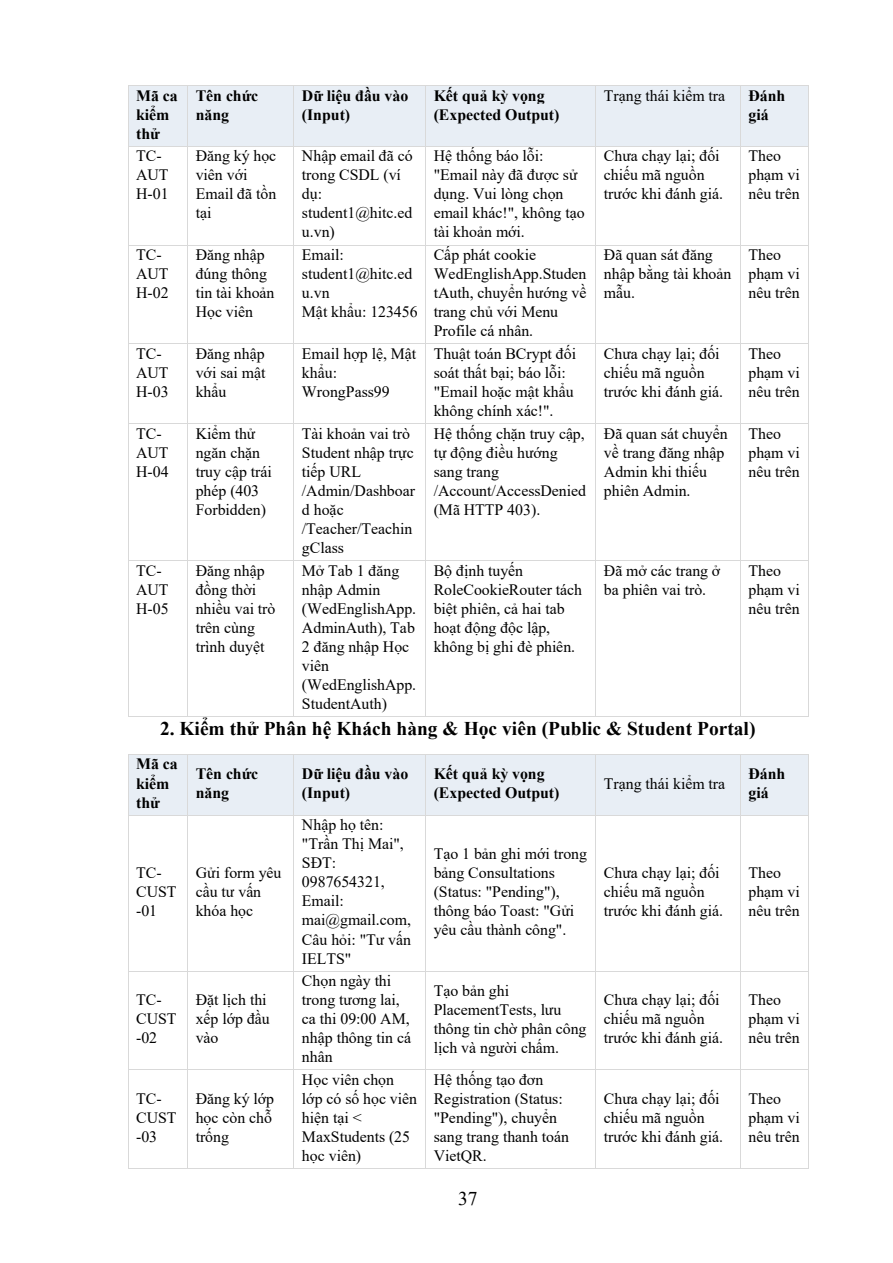 Mã ca
kiểm
thử
Tên chức
năng
Dữ liệu đầu vào
(Input)
Kết quả kỳ vọng
(Expected Output)
Trạng thái kiểm tra
Đánh
giá
TC-
AUT
H-01
Đăng ký học
viên với
Email đã tồn
tại
Nhập email đã có
trong CSDL (ví
dụ:
student1@hitc.ed
u.vn)
Hệ thống báo lỗi:
"Email này đã được sử
dụng. Vui lòng chọn
email khác!", không tạo
tài khoản mới.
Chưa chạy lại; đối
chiếu mã nguồn
trước khi đánh giá.
Theo
phạm vi
nêu trên
TC-
AUT
H-02
Đăng nhập
đúng thông
tin tài khoản
Học viên
Email:
student1@hitc.ed
u.vn
Mật khẩu: 123456
Cấp phát cookie
WedEnglishApp.Studen
tAuth, chuyển hướng về
trang chủ với Menu
Profile cá nhân.
Đã quan sát đăng
nhập bằng tài khoản
mẫu.
Theo
phạm vi
nêu trên
TC-
AUT
H-03
Đăng nhập
với sai mật
khẩu
Email hợp lệ, Mật
khẩu:
WrongPass99
Thuật toán BCrypt đối
soát thất bại; báo lỗi:
"Email hoặc mật khẩu
không chính xác!".
Chưa chạy lại; đối
chiếu mã nguồn
trước khi đánh giá.
Theo
phạm vi
nêu trên
TC-
AUT
H-04
Kiểm thử
ngăn chặn
truy cập trái
phép (403
Forbidden)
Tài khoản vai trò
Student nhập trực
tiếp URL
/Admin/Dashboar
d hoặc
/Teacher/Teachin
gClass
Hệ thống chặn truy cập,
tự động điều hướng
sang trang
/Account/AccessDenied
(Mã HTTP 403).
Đã quan sát chuyển
về trang đăng nhập
Admin khi thiếu
phiên Admin.
Theo
phạm vi
nêu trên
TC-
AUT
H-05
Đăng nhập
đồng thời
nhiều vai trò
trên cùng
trình duyệt
Mở Tab 1 đăng
nhập Admin
(WedEnglishApp.
AdminAuth), Tab
2 đăng nhập Học
viên
(WedEnglishApp.
StudentAuth)
Bộ định tuyến
RoleCookieRouter tách
biệt phiên, cả hai tab
hoạt động độc lập,
không bị ghi đè phiên.
Đã mở các trang ở
ba phiên vai trò.
Theo
phạm vi
nêu trên
2. Kiểm thử Phân hệ Khách hàng & Học viên (Public & Student Portal)
Mã ca
kiểm
thử
Tên chức
năng
Dữ liệu đầu vào
(Input)
Kết quả kỳ vọng
(Expected Output)
Trạng thái kiểm tra
Đánh
giá
TC-
CUST
-01
Gửi form yêu
cầu tư vấn
khóa học
Nhập họ tên:
"Trần Thị Mai",
SĐT:
0987654321,
Email:
mai@gmail.com,
Câu hỏi: "Tư vấn
IELTS"
Tạo 1 bản ghi mới trong
bảng Consultations
(Status: "Pending"),
thông báo Toast: "Gửi
yêu cầu thành công".
Chưa chạy lại; đối
chiếu mã nguồn
trước khi đánh giá.
Theo
phạm vi
nêu trên
TC-
CUST
-02
Đặt lịch thi
xếp lớp đầu
vào
Chọn ngày thi
trong tương lai,
ca thi 09:00 AM,
nhập thông tin cá
nhân
Tạo bản ghi
PlacementTests, lưu
thông tin chờ phân công
lịch và người chấm.
Chưa chạy lại; đối
chiếu mã nguồn
trước khi đánh giá.
Theo
phạm vi
nêu trên
TC-
CUST
-03
Đăng ký lớp
học còn chỗ
trống
Học viên chọn
lớp có số học viên
hiện tại <
MaxStudents (25
học viên)
Hệ thống tạo đơn
Registration (Status:
"Pending"), chuyển
sang trang thanh toán
VietQR.
Chưa chạy lại; đối
chiếu mã nguồn
trước khi đánh giá.
Theo
phạm vi
nêu trên
37